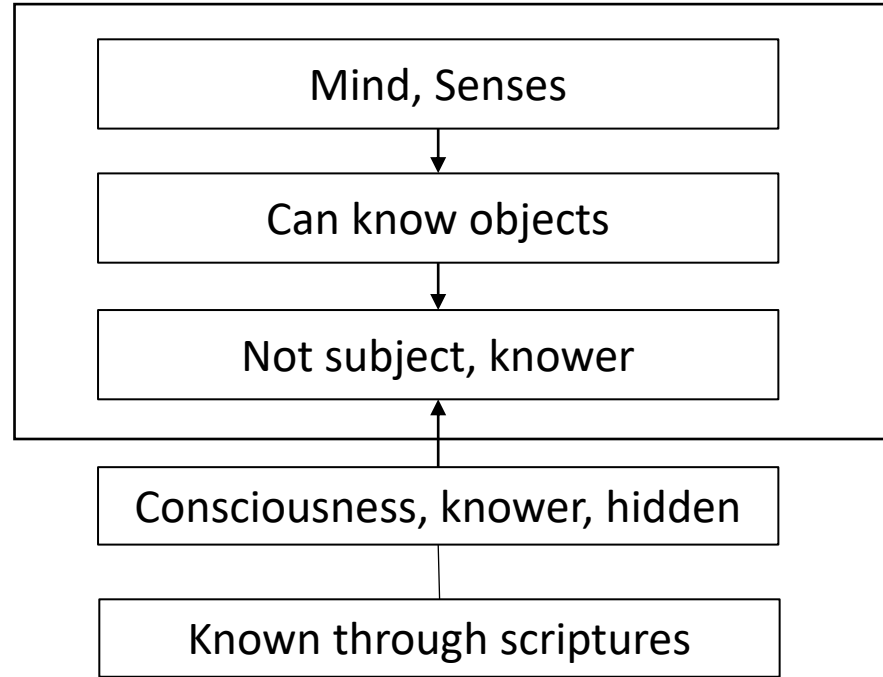 Mind, Senses
Can know objects
Not subject, knower
Consciousness, knower, hidden
Known through scriptures